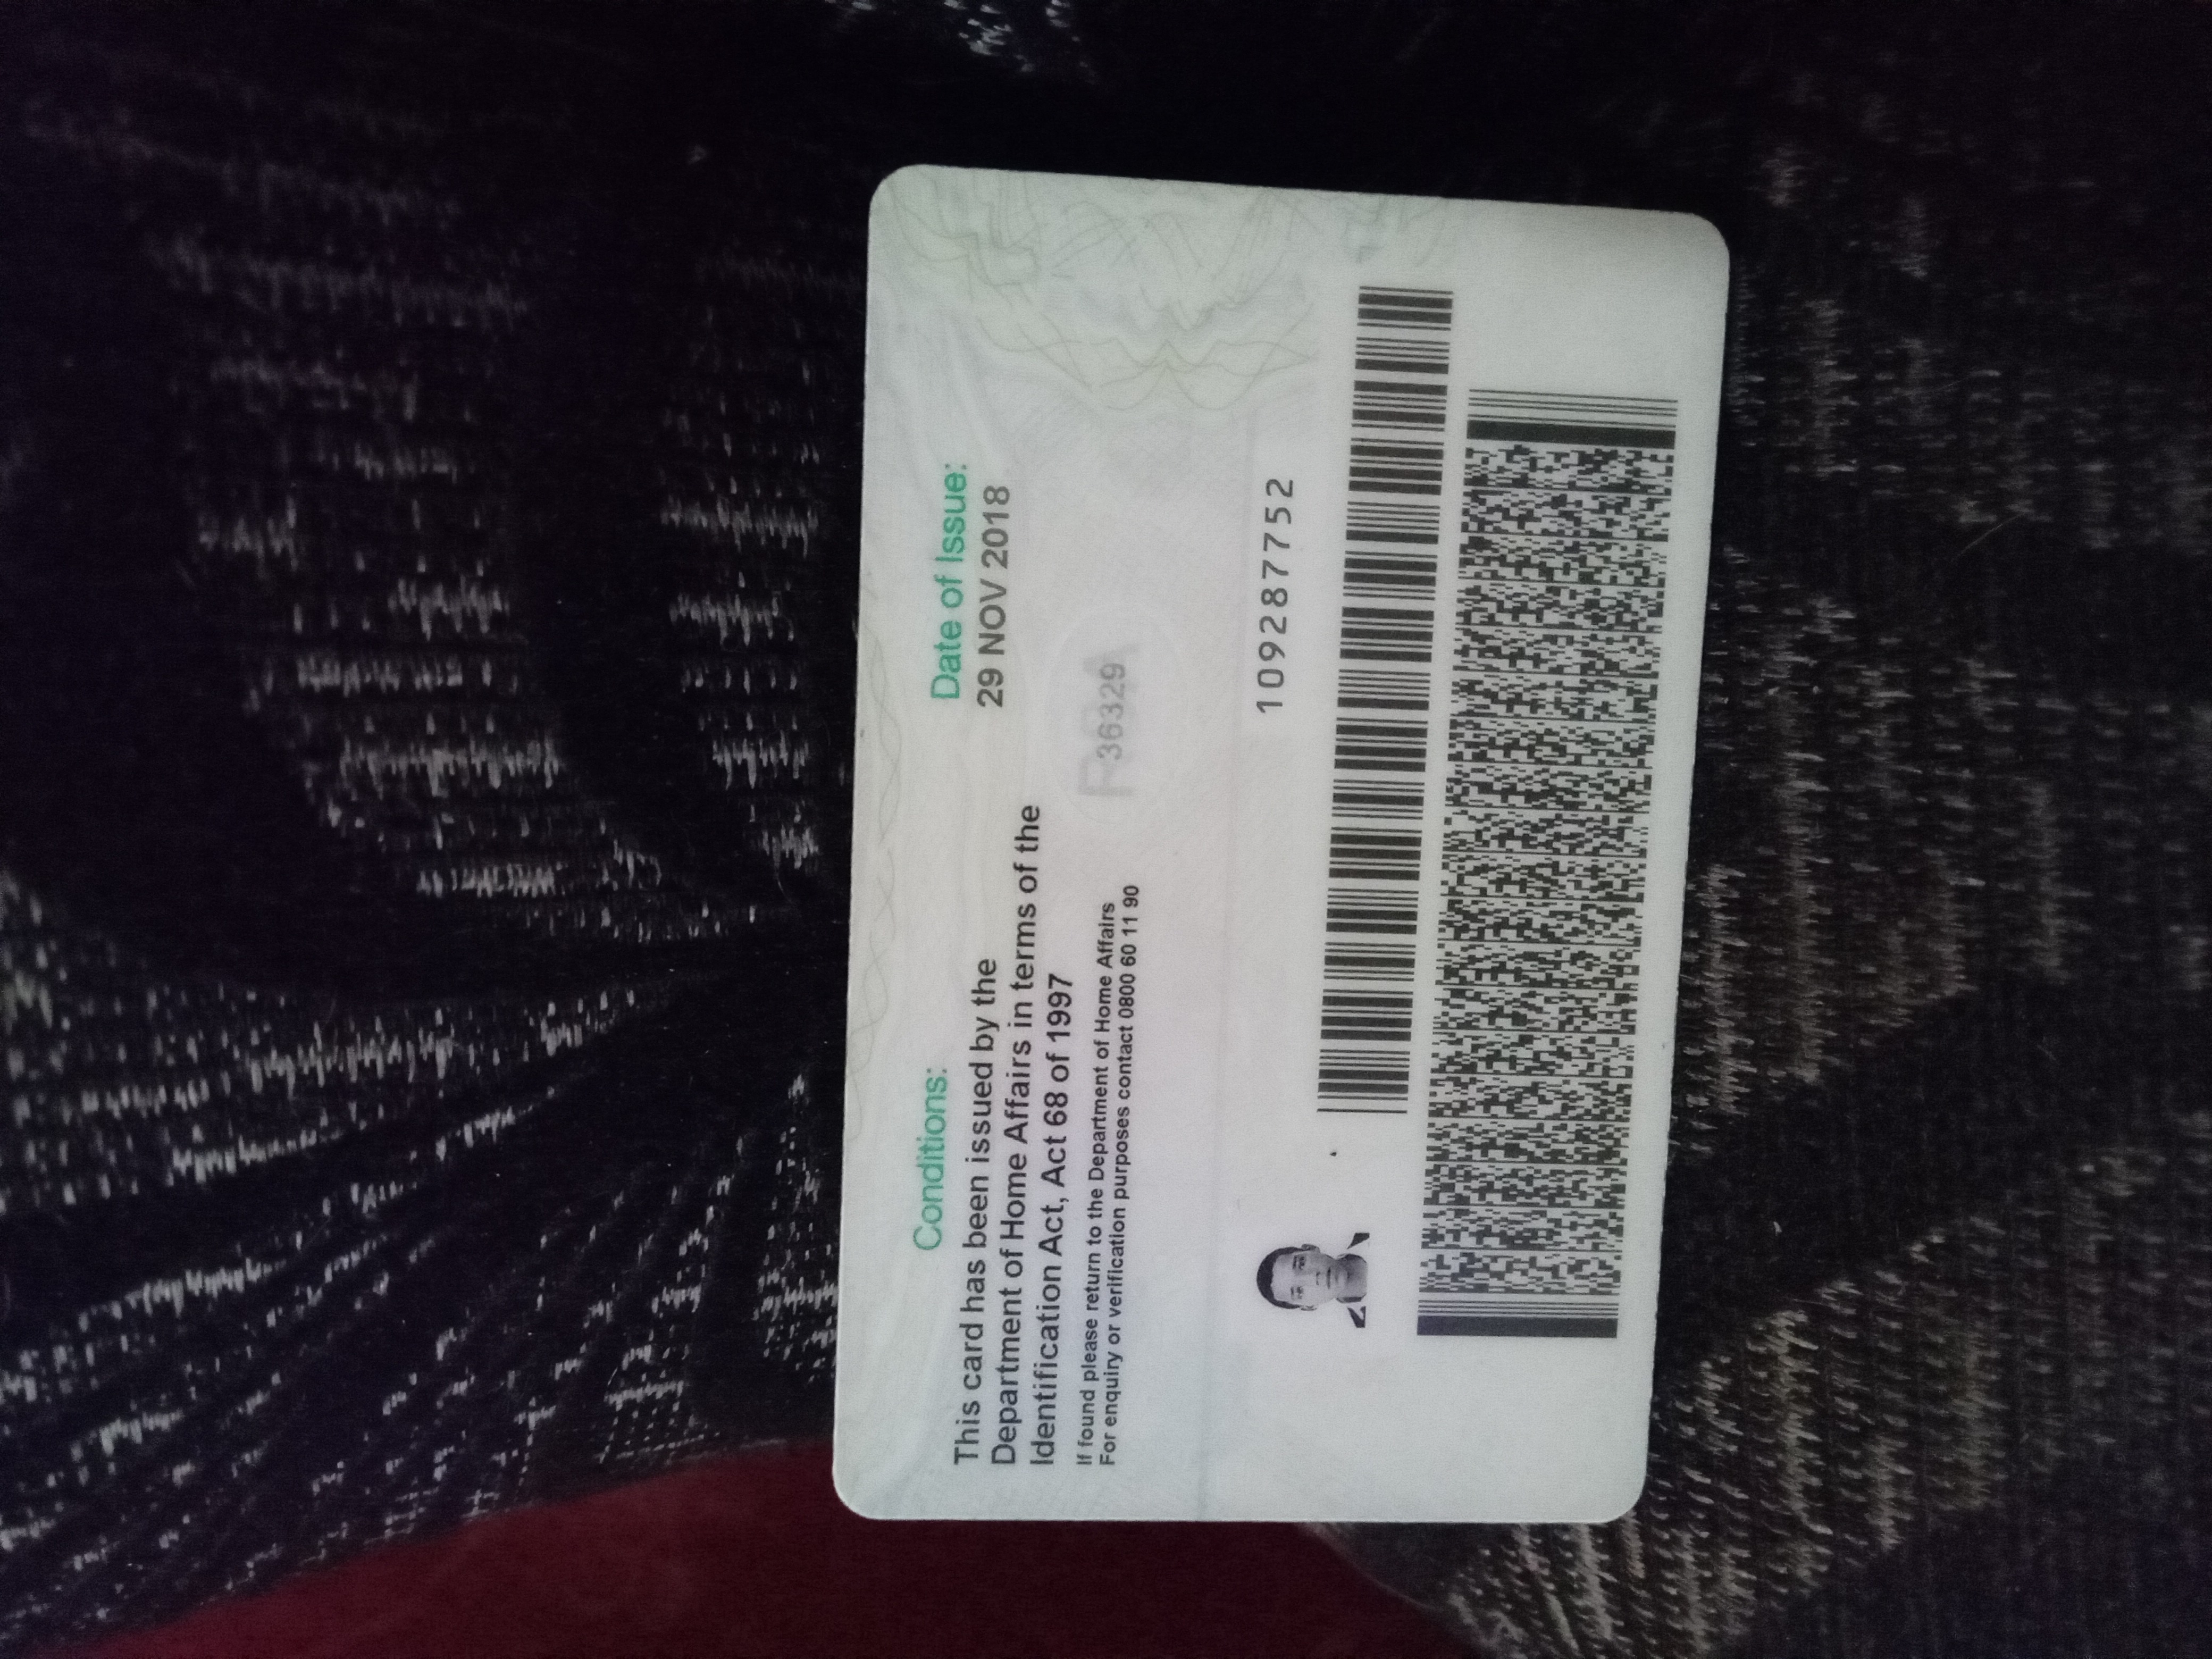 Conditions:
This card has been issued by the
Department of Home Affairs in terms of the
Identification Act, Act 68 of 1997
If found please return to the Department of Home Affairs
For enquiry or verification purposes contact 0800 60 11 90
Date of Issue:
29 NOV 2018
RSA
36329
109287752